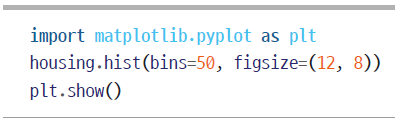 import matplotlib.pyplot as plt
housing.hist(bins=50, figsize=(12, 8))
plt.show()